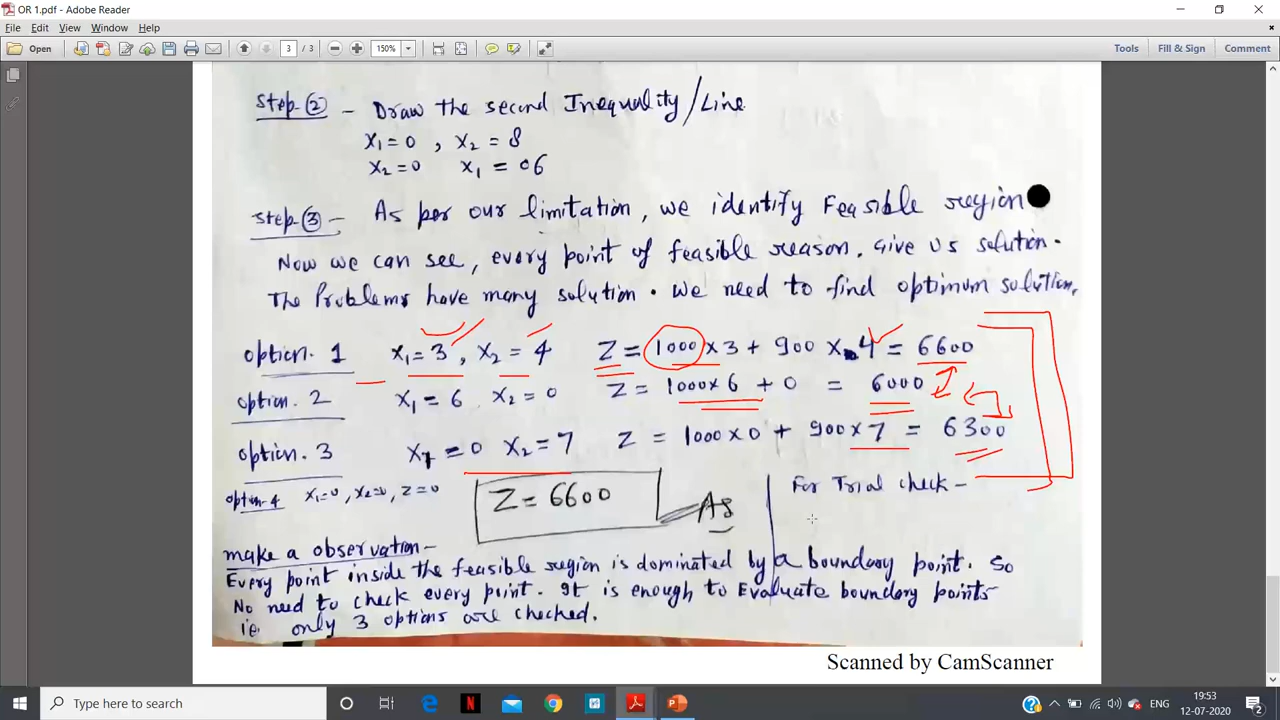 OR 1.pdf - Adobe Reader
File Edit View Window Help
Open 3 / 3 150% Tools Fill & Sign Comment
Step (2) - Draw the second Inequality/Line
x1=0 , x2 = 8
x2=0 x1 = 06
Step (3) - As per our limitation, we identify Feasible region
Now we can see, every point of feasible reason. Give us solution.
The Problems have many solution. We need to find optimum solution.
option. 1 x1=3, x2=4 Z = 1000×3 + 900 × 4 = 6600
option. 2 x1=6 x2=0 Z = 1000×6 + 0 = 6000
option. 3 x1=0 x2=7 Z = 1000×0 + 900×7 = 6300
opt-4 x1=0, x2=0, Z=0
Z = 6600 As
For Trial check -
make a observation-
Every point inside the feasible region is dominated by a boundary point. So
No need to check every point. It is enough to Evaluate boundary points
ie. only 3 options are checked.
Scanned by CamScanner
Type here to search
ENG
19:53
12-07-2020
2